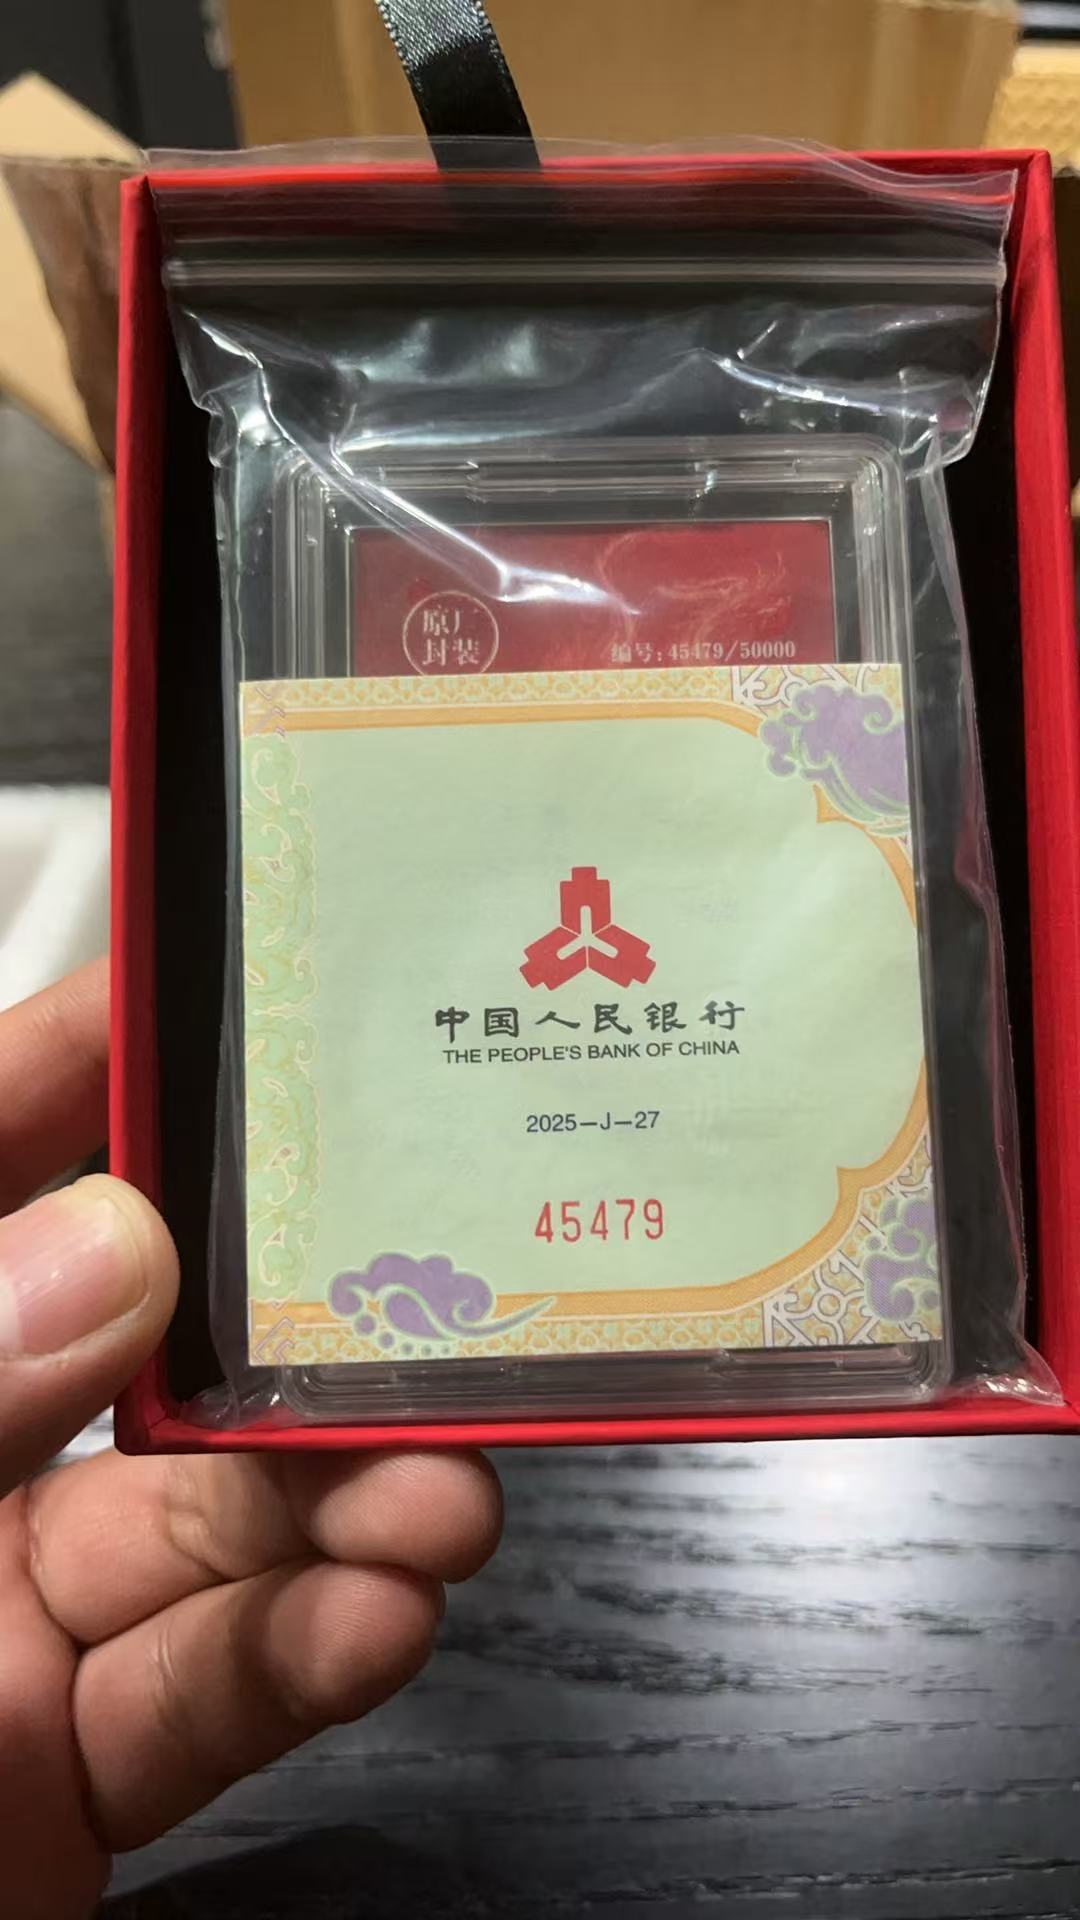 原厂
封装
编号:45479/50000
中国人民银行
THE PEOPLE'S BANK OF CHINA
2025—J—27
45479